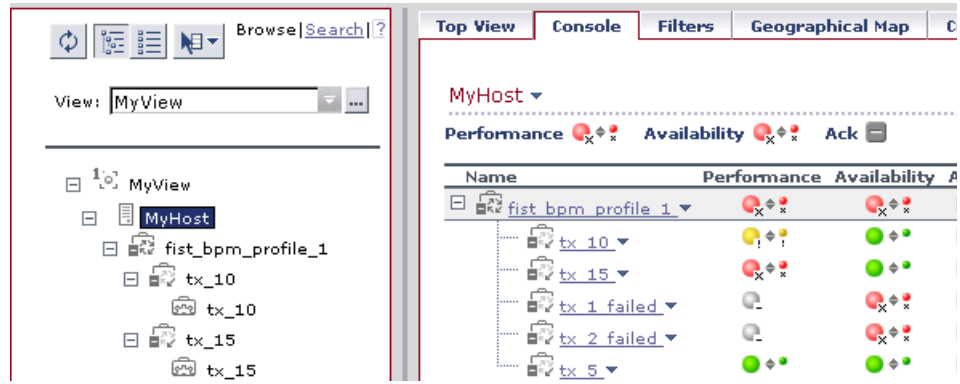 Browse|Search|?
View: MyView ...
1 MyView
MyHost
fist_bpm_profile_1
tx_10
tx_10
tx_15
tx_15
Top View Console Filters Geographical Map
MyHost
Performance Availability Ack
Name Performance Availability
fist_bpm_profile_1
tx_10
tx_15
tx_1_failed
tx_2_failed
tx_5